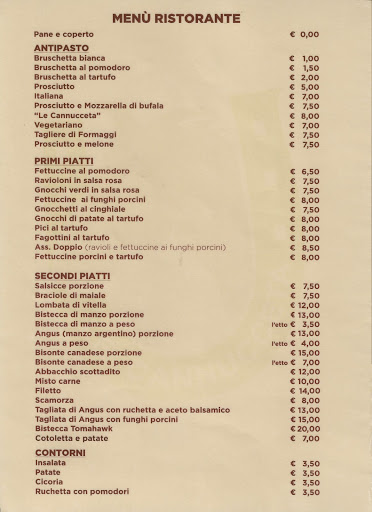 MENÙ RISTORANTE
Pane e coperto € 0,00
ANTIPASTO
Bruschetta bianca € 1,00
Bruschetta al pomodoro € 1,50
Bruschetta al tartufo € 2,00
Prosciutto € 5,00
Italiana € 7,00
Prosciutto e Mozzarella di bufala € 7,50
“Le Cannucceta” € 8,00
Vegetariano € 7,00
Tagliere di Formaggi € 7,50
Prosciutto e melone € 7,50
PRIMI PIATTI
Fettuccine al pomodoro € 6,50
Ravioioni in salsa rosa € 7,50
Gnocchi verdi in salsa rosa € 7,50
Fettuccine ai funghi porcini € 8,00
Gnocchetti al cinghiale € 7,50
Gnocchi di patate al tartufo € 8,00
Pici al tartufo € 8,00
Fagottini al tartufo € 8,00
Ass. Doppio (ravioli e fettuccine ai funghi porcini) € 8,50
Fettuccine porcini e tartufo € 8,00
SECONDI PIATTI
Salsicce porzione € 7,50
Braciole di maiale € 7,50
Lombata di vitella € 12,00
Bistecca di manzo porzione € 13,00
Bistecca di manzo a peso l'etto € 3,50
Angus (manzo argentino) porzione € 13,00
Angus a peso l'etto € 4,00
Bisonte canadese porzione € 15,00
Bisonte canadese a peso l'etto € 7,00
Abbacchio scottadito € 12,00
Misto carne € 10,00
Filetto € 14,00
Scamorza € 8,00
Tagliata di Angus con ruchetta e aceto balsamico € 13,00
Tagliata di Angus con funghi porcini € 15,00
Bistecca Tomahawk € 20,00
Cotoletta e patate € 7,00
CONTORNI
Insalata € 3,50
Patate € 3,50
Cicoria € 3,50
Ruchetta con pomodori € 3,50